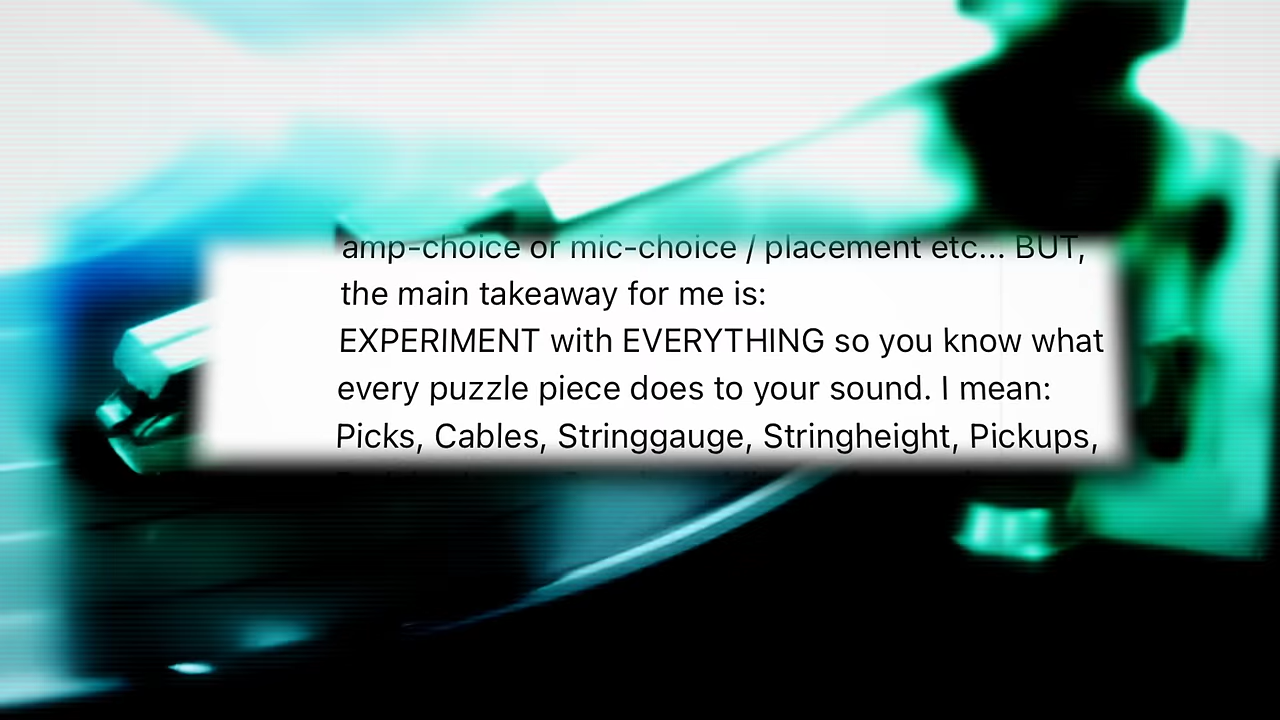 amp-choice or mic-choice / placement etc... BUT,
the main takeaway for me is:
EXPERIMENT with EVERYTHING so you know what
every puzzle piece does to your sound. I mean:
Picks, Cables, Stringgauge, Stringheight, Pickups,